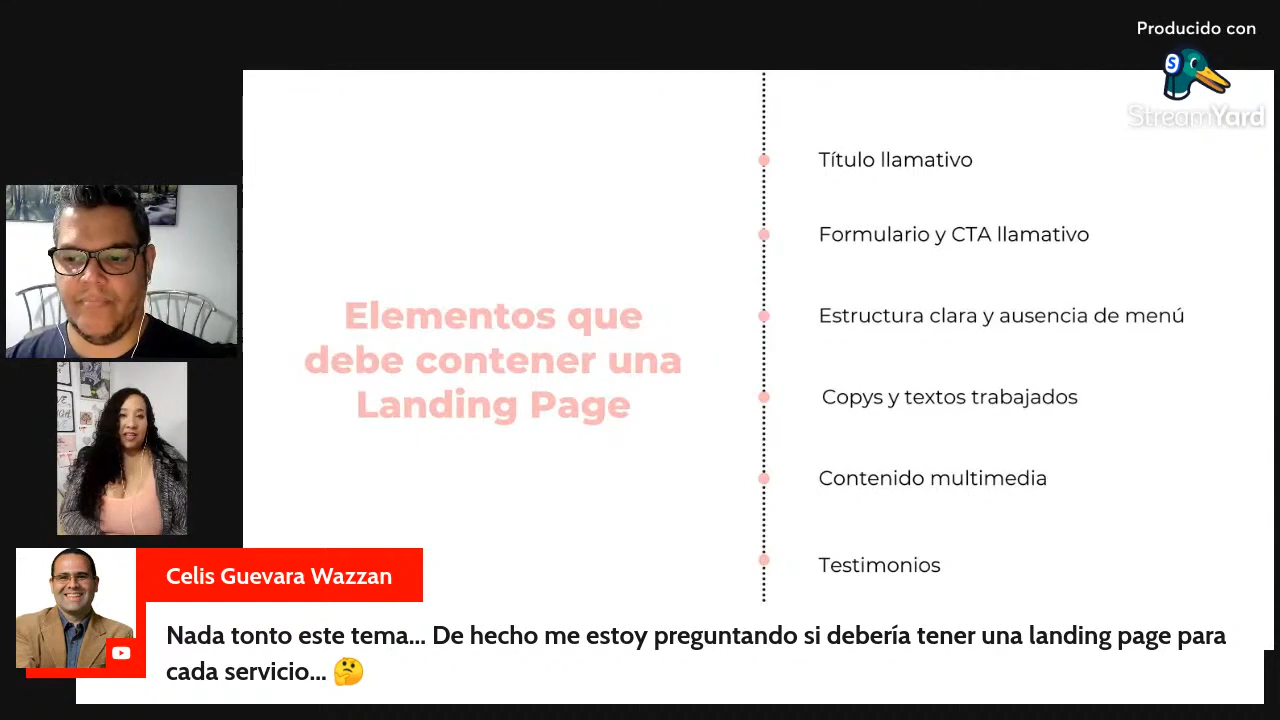 Producido con
StreamYard
Título llamativo
Formulario y CTA llamativo
Estructura clara y ausencia de menú
Copys y textos trabajados
Contenido multimedia
Testimonios
Elementos que
debe contener una
Landing Page
Celis Guevara Wazzan
Nada tonto este tema... De hecho me estoy preguntando si debería tener una landing page para
cada servicio... 🤔